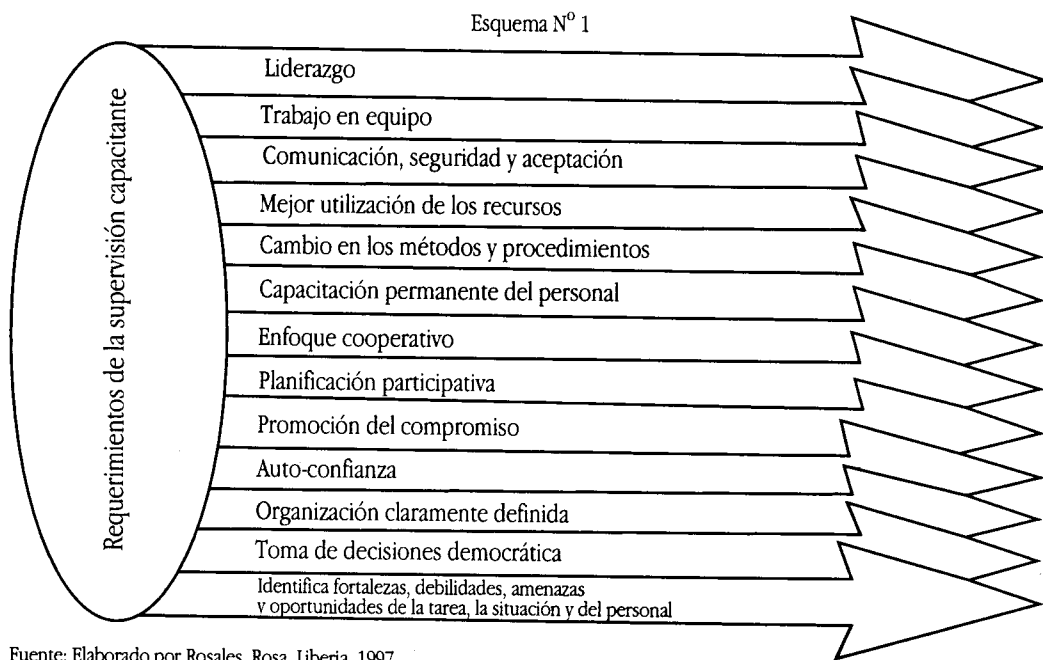 Esquema Nº 1
Requerimientos de la supervisión capacitante
Liderazgo
Trabajo en equipo
Comunicación, seguridad y aceptación
Mejor utilización de los recursos
Cambio en los métodos y procedimientos
Capacitación permanente del personal
Enfoque cooperativo
Planificación participativa
Promoción del compromiso
Auto-confianza
Organización claramente definida
Toma de decisiones democrática
Identifica fortalezas, debilidades, amenazas
y oportunidades de la tarea, la situación y del personal
Fuente: Elaborado por Rosales, Rosa. Liberia, 1997